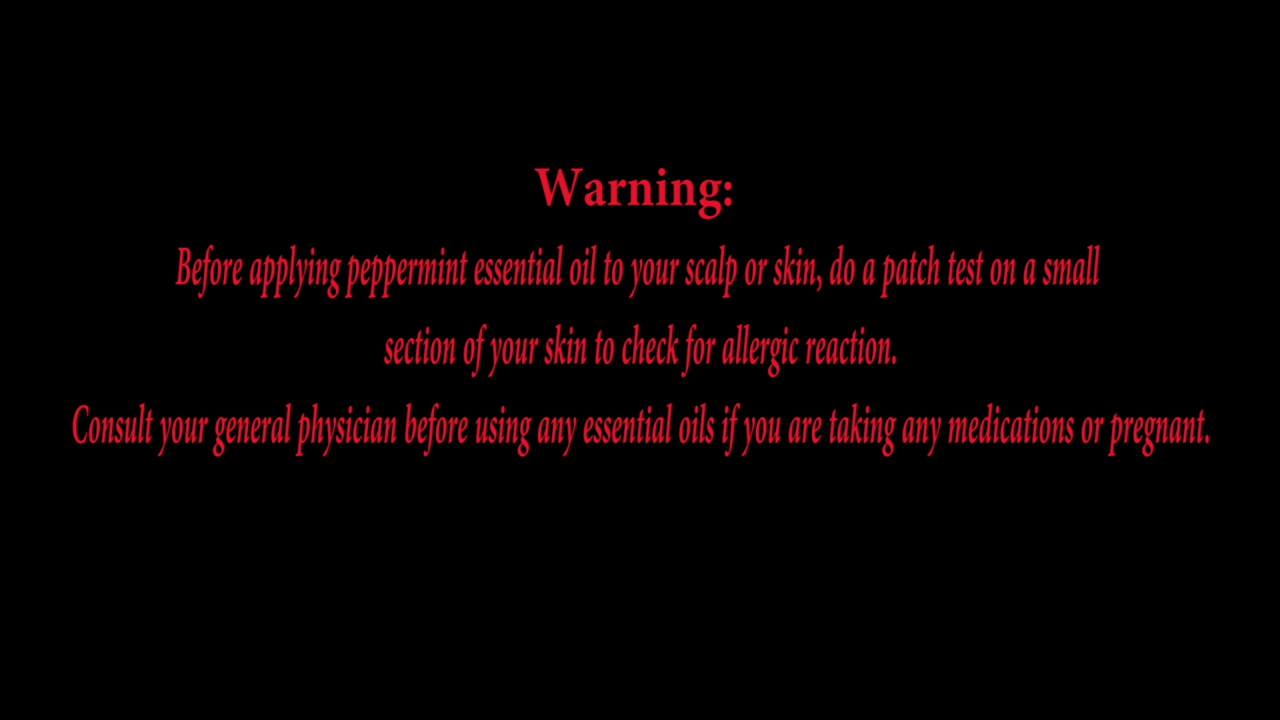 Warning:
Before applying peppermint essential oil to your scalp or skin, do a patch test on a small
section of your skin to check for allergic reaction.
Consult your general physician before using any essential oils if you are taking any medications or pregnant.